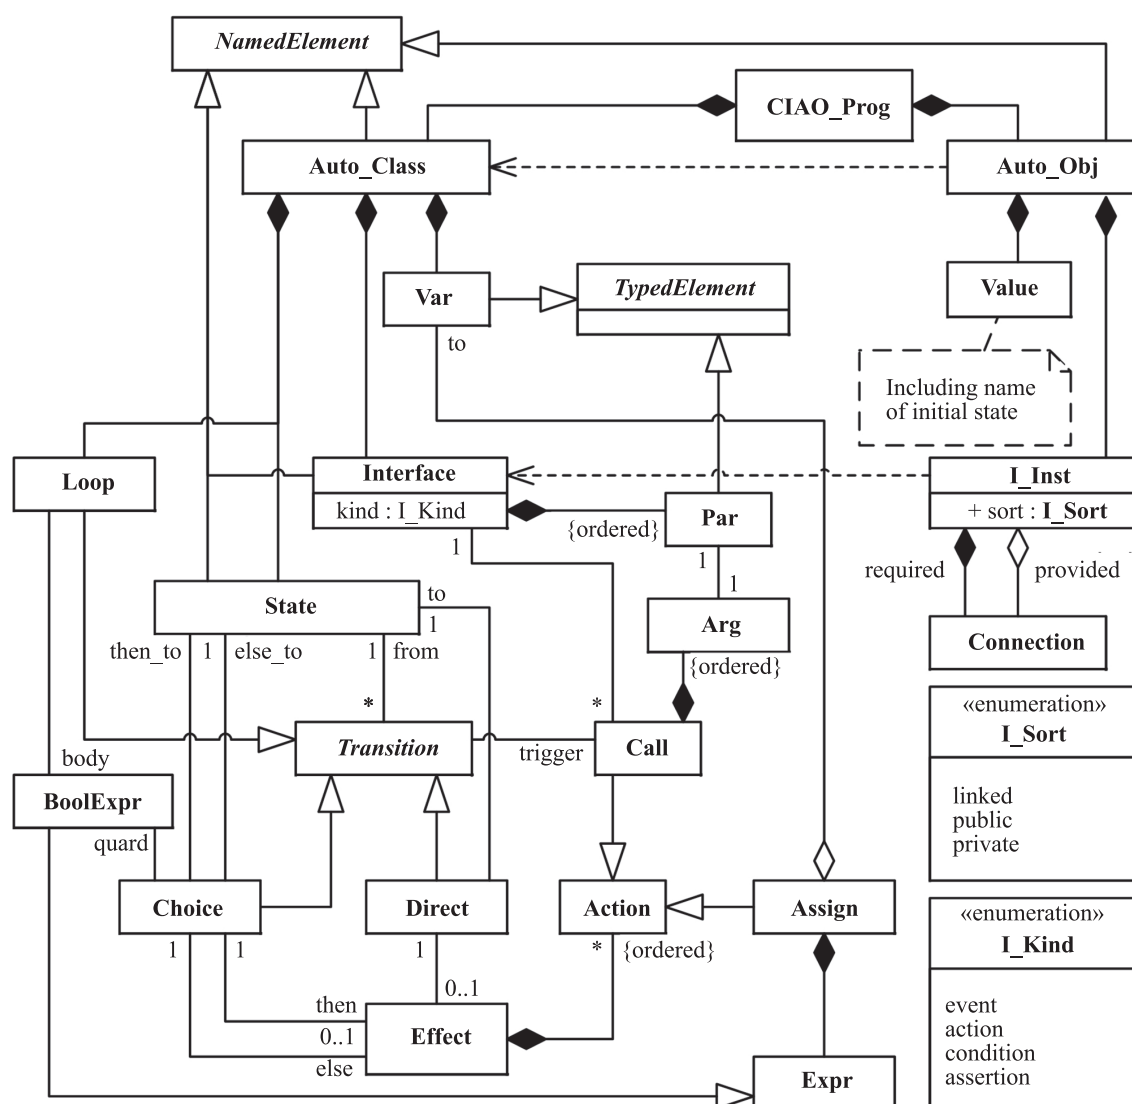 NamedElement
CIAO_Prog
Auto_Class
Auto_Obj
Var
TypedElement
Value
to
Including name
of initial state
Loop
Interface
I_Inst
kind : I_Kind
{ordered}
Par
+ sort : I_Sort
1
1
required
provided
State
to
1
1
Arg
Connection
then_to
1
else_to
1
from
{ordered}
*
*
«enumeration»
I_Sort
Transition
trigger
Call
body
BoolExpr
quard
linked
public
private
Choice
Direct
Action
Assign
«enumeration»
I_Kind
1
1
1
*
{ordered}
0..1
then
0..1
else
Effect
event
action
condition
assertion
Expr